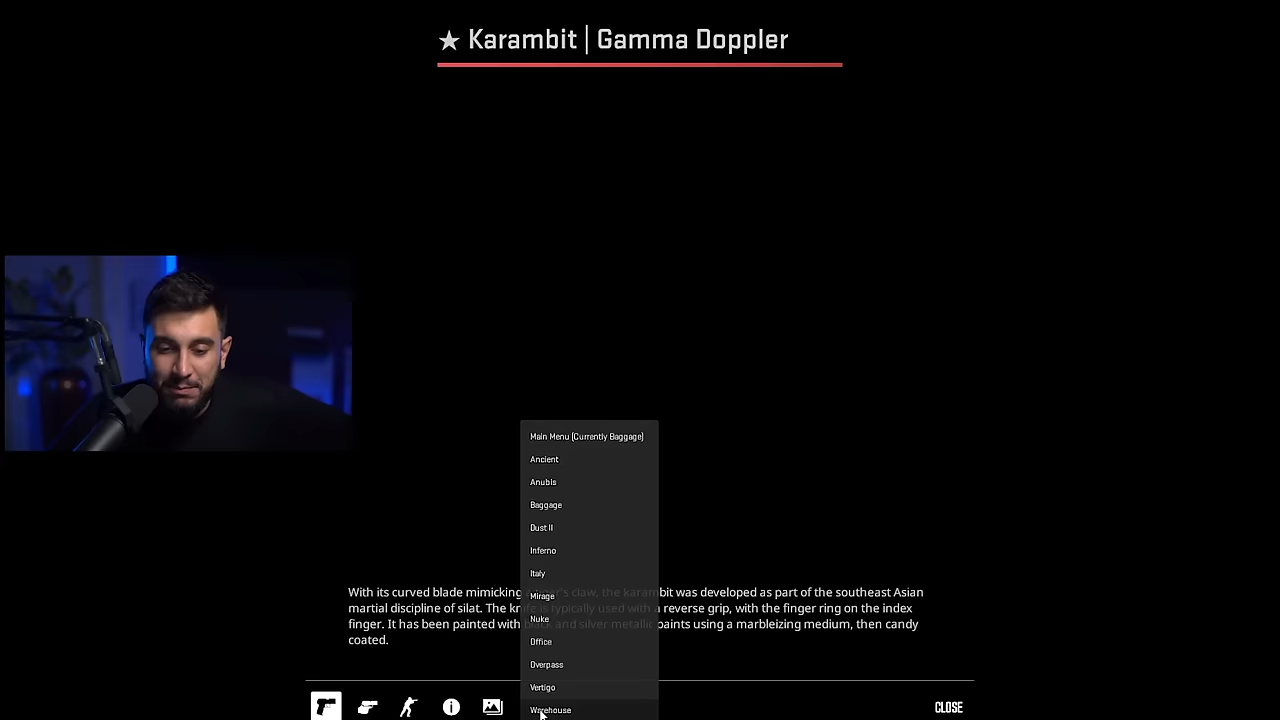 ★ Karambit | Gamma Doppler
Main Menu (Currently Baggage)
Ancient
Anubis
Baggage
Dust II
Inferno
Italy
Mirage
Nuke
Office
Overpass
Vertigo
Warehouse
With its curved blade mimicking a tiger's claw, the karambit was developed as part of the southeast Asian
martial discipline of silat. The knife is typically used with a reverse grip, with the finger ring on the index
finger. It has been painted with black and silver metallic paints using a marbleizing medium, then candy
coated.
CLOSE